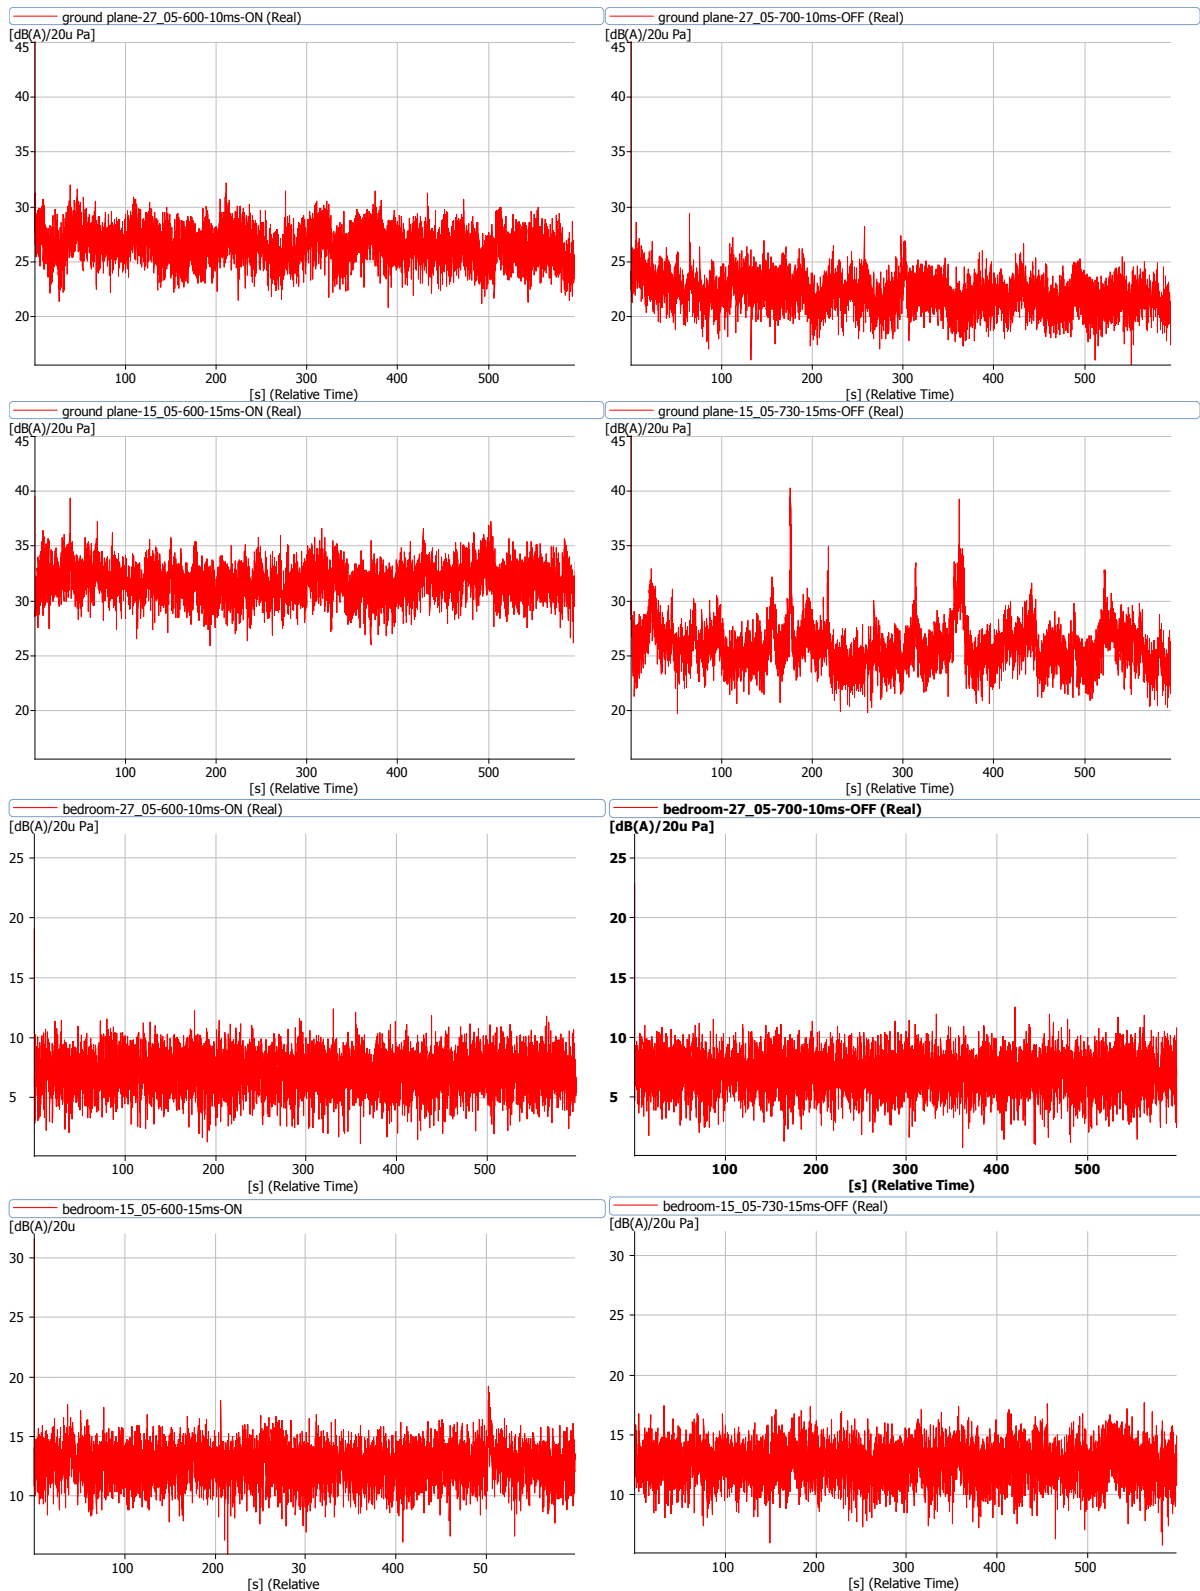 ground plane-27_05-600-10ms-ON (Real)
[dB(A)/20u Pa]
45
40
35
30
25
20
100 200 300 400 500
[s] (Relative Time)
ground plane-27_05-700-10ms-OFF (Real)
[dB(A)/20u Pa]
45
40
35
30
25
20
100 200 300 400 500
[s] (Relative Time)
ground plane-15_05-600-15ms-ON (Real)
[dB(A)/20u Pa]
45
40
35
30
25
20
100 200 300 400 500
[s] (Relative Time)
ground plane-15_05-730-15ms-OFF (Real)
[dB(A)/20u Pa]
45
40
35
30
25
20
100 200 300 400 500
[s] (Relative Time)
bedroom-27_05-600-10ms-ON (Real)
[dB(A)/20u Pa]
25
20
15
10
5
100 200 300 400 500
[s] (Relative Time)
bedroom-27_05-700-10ms-OFF (Real)
[dB(A)/20u Pa]
25
20
15
10
5
100 200 300 400 500
[s] (Relative Time)
bedroom-15_05-600-15ms-ON
[dB(A)/20u
30
25
20
15
10
100 200 30 400 50
[s] (Relative
bedroom-15_05-730-15ms-OFF (Real)
[dB(A)/20u Pa]
30
25
20
15
10
100 200 300 400 500
[s] (Relative Time)